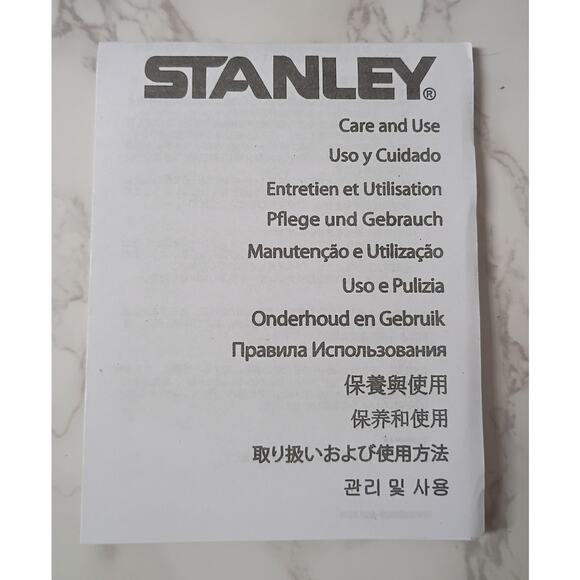 STANLEY®
Care and Use
Uso y Cuidado
Entretien et Utilisation
Pflege und Gebrauch
Manutenção e Utilização
Uso e Pulizia
Onderhoud en Gebruik
Правила Использования
保養與使用
保养和使用
取り扱いおよび使用方法
관리 및 사용